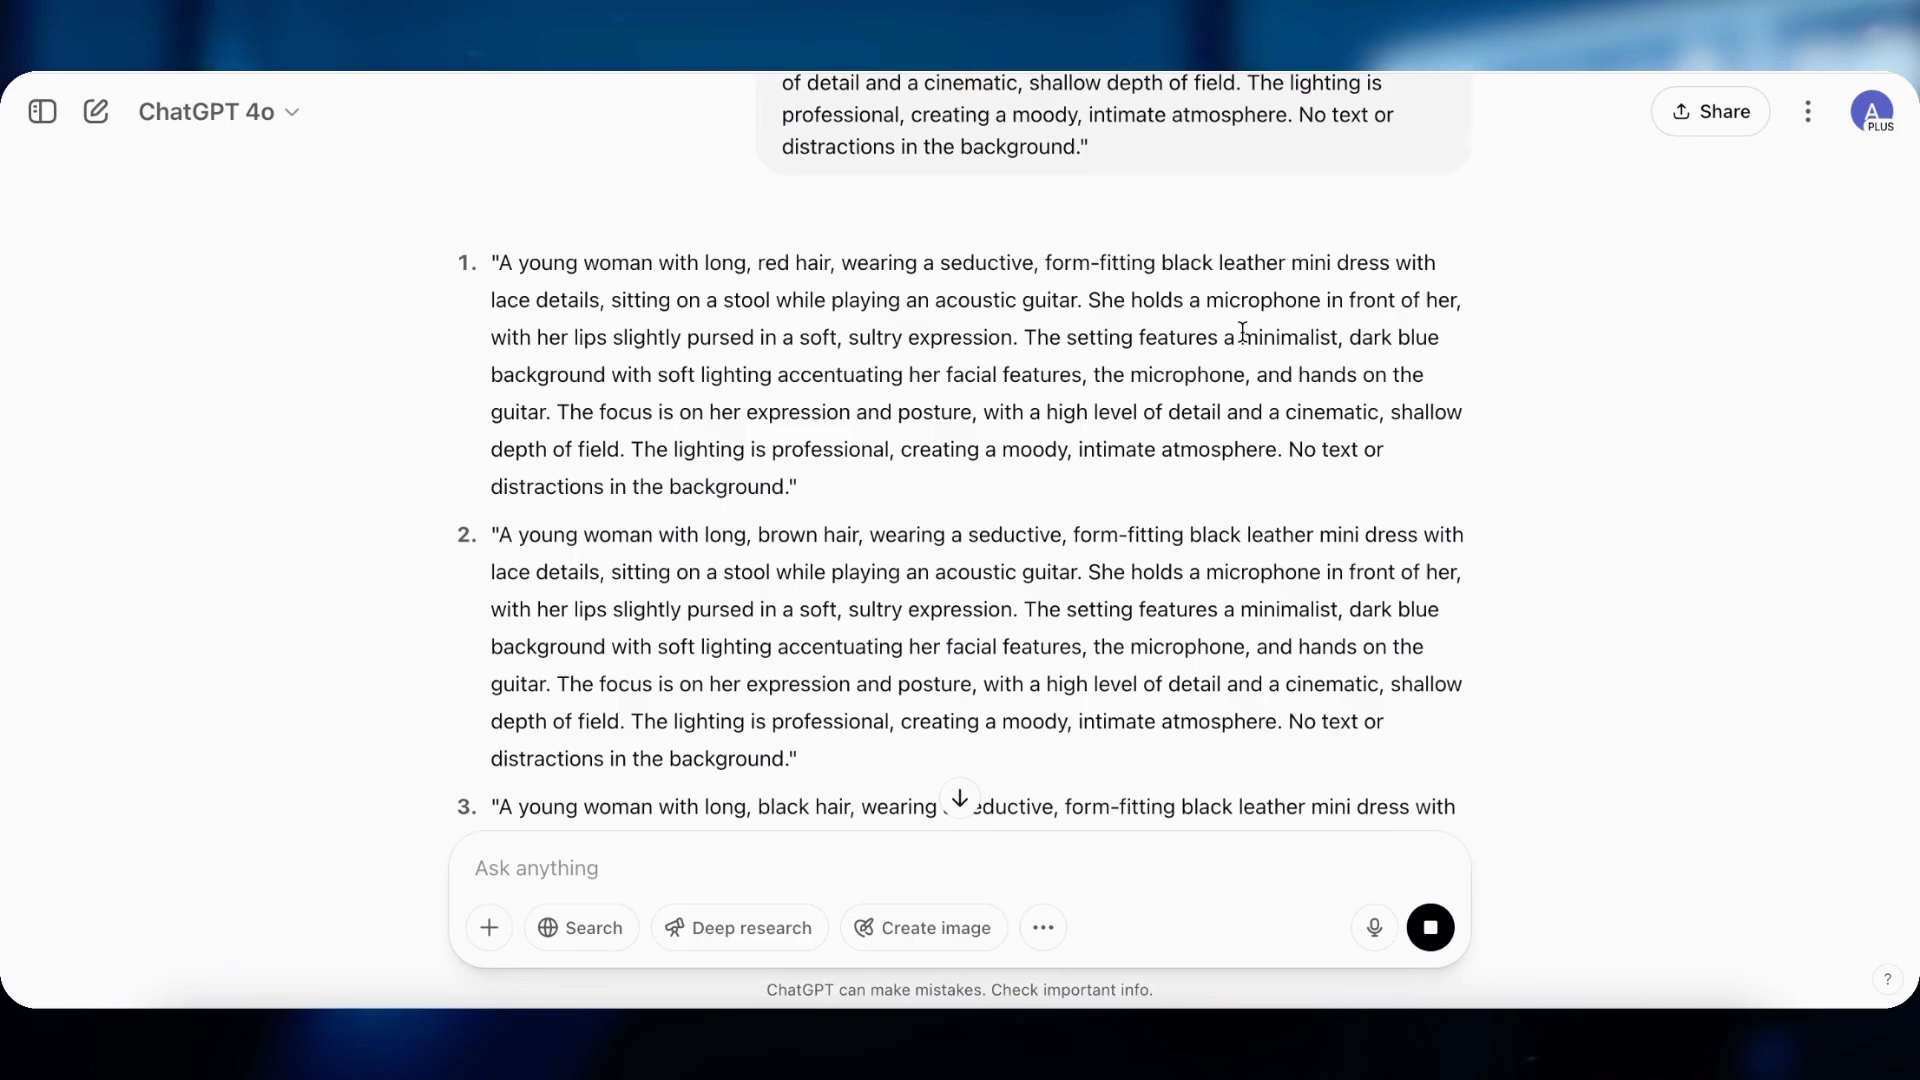 of detail and a cinematic, shallow depth of field. The lighting is
professional, creating a moody, intimate atmosphere. No text or
distractions in the background."
ChatGPT 4o
Share
A
PLUS
1. "A young woman with long, red hair, wearing a seductive, form-fitting black leather mini dress with
lace details, sitting on a stool while playing an acoustic guitar. She holds a microphone in front of her,
with her lips slightly pursed in a soft, sultry expression. The setting features a minimalist, dark blue
background with soft lighting accentuating her facial features, the microphone, and hands on the
guitar. The focus is on her expression and posture, with a high level of detail and a cinematic, shallow
depth of field. The lighting is professional, creating a moody, intimate atmosphere. No text or
distractions in the background."
2. "A young woman with long, brown hair, wearing a seductive, form-fitting black leather mini dress with
lace details, sitting on a stool while playing an acoustic guitar. She holds a microphone in front of her,
with her lips slightly pursed in a soft, sultry expression. The setting features a minimalist, dark blue
background with soft lighting accentuating her facial features, the microphone, and hands on the
guitar. The focus is on her expression and posture, with a high level of detail and a cinematic, shallow
depth of field. The lighting is professional, creating a moody, intimate atmosphere. No text or
distractions in the background."
3. "A young woman with long, black hair, wearing eductive, form-fitting black leather mini dress with
Ask anything
Search
Deep research
Create image
ChatGPT can make mistakes. Check important info.
?